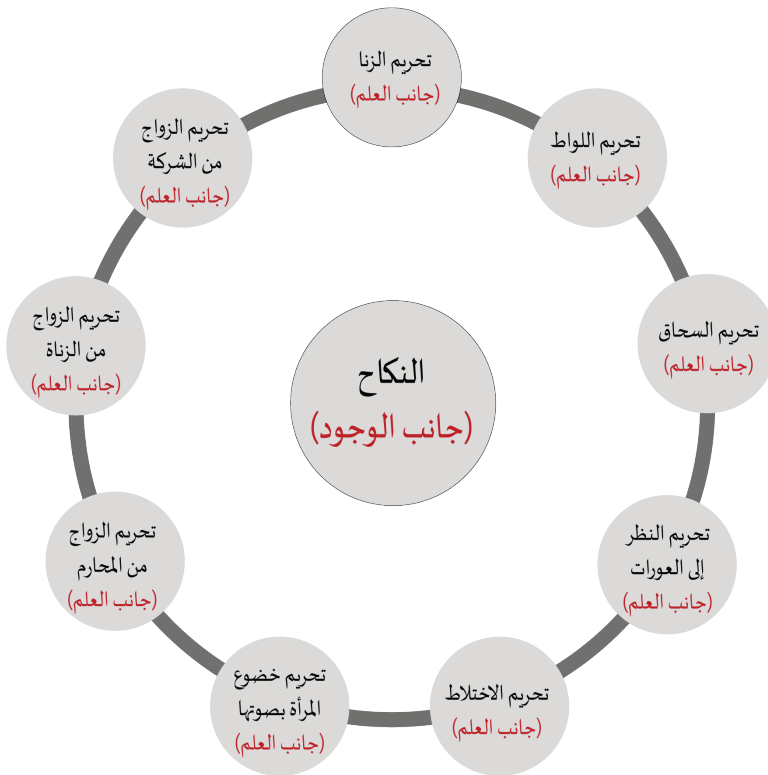 تحريم الزنا
(جانب العلم)
تحريم اللواط
(جانب العلم)
تحريم السحاق
(جانب العلم)
تحريم النظر
إلى العورات
(جانب العلم)
تحريم الاختلاط
(جانب العلم)
تحريم خضوع
المرأة بصوتها
(جانب العلم)
تحريم الزواج
من المحارم
(جانب العلم)
تحريم الزواج
من الزناة
(جانب العلم)
تحريم الزواج
من الشركة
(جانب العلم)
النكاح
(جانب الوجود)